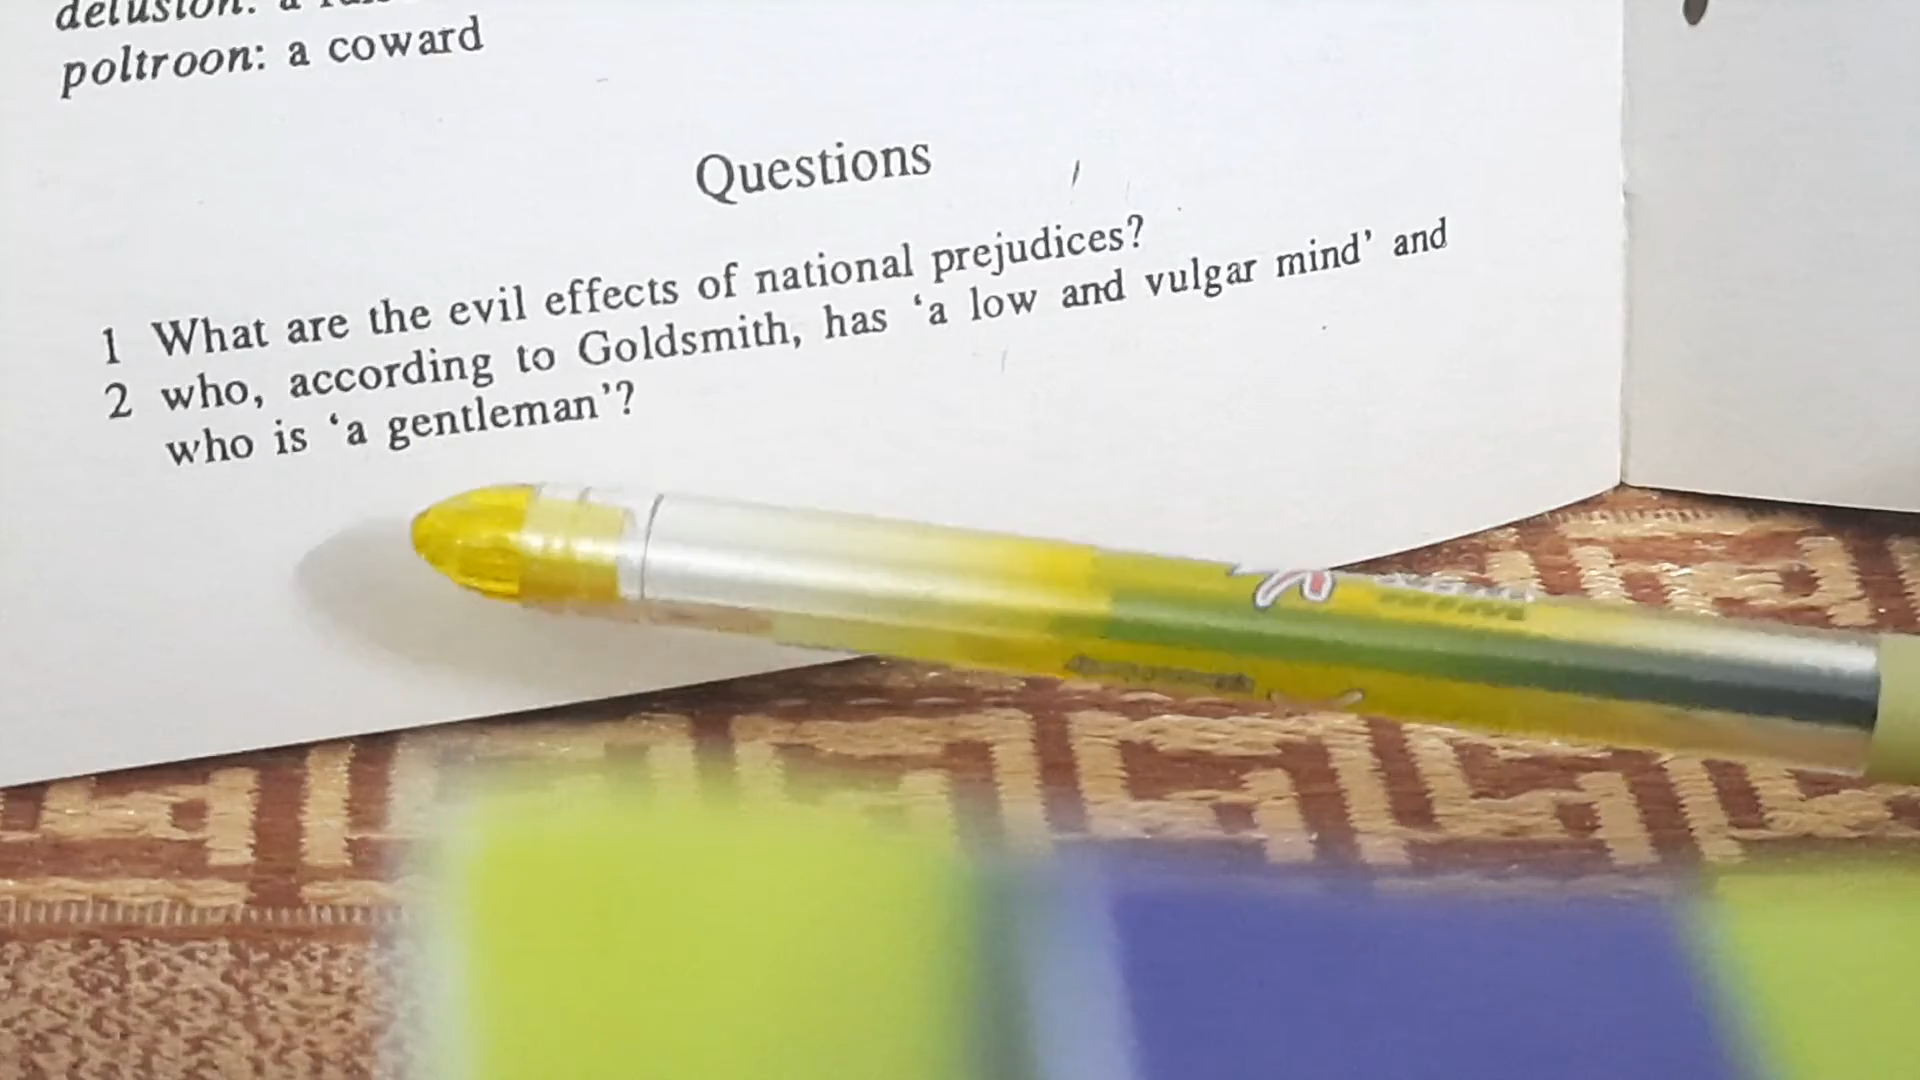 delusion: a
poltroon: a coward
Questions
1 What are the evil effects of national prejudices?
2 who, according to Goldsmith, has ‘a low and vulgar mind’ and
who is ‘a gentleman’?